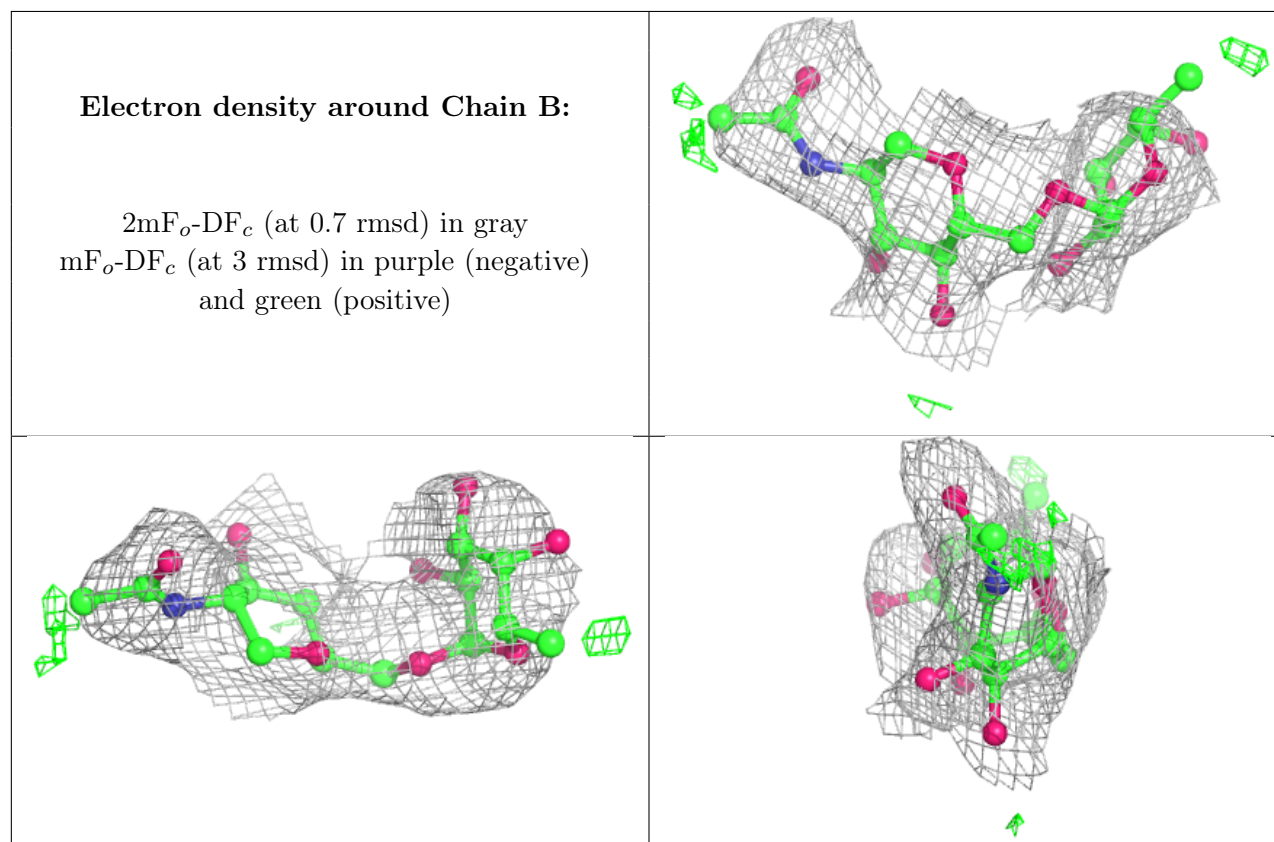 Electron density around Chain B:
2mFₒ-DF𝒸 (at 0.7 rmsd) in gray
mFₒ-DF𝒸 (at 3 rmsd) in purple (negative)
and green (positive)